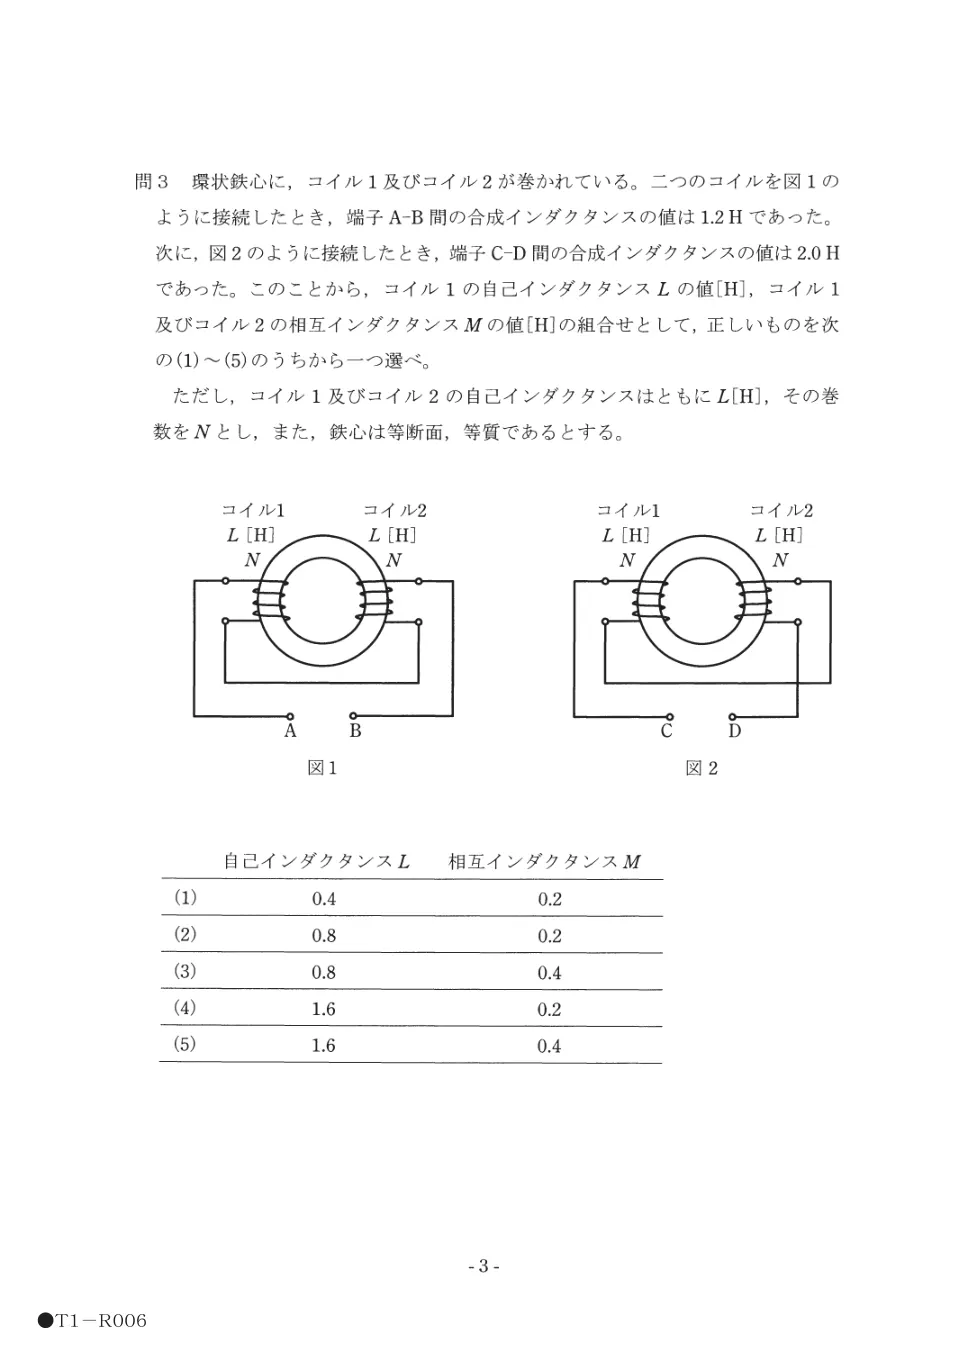 問3 環状鉄心に，コイル1及びコイル2が巻かれている。二つのコイルを図1の
ように接続したとき，端子A-B間の合成インダクタンスの値は1.2 Hであった。
次に，図2のように接続したとき，端子C-D間の合成インダクタンスの値は2.0 H
であった。このことから，コイル1の自己インダクタンスLの値[H]，コイル1
及びコイル2の相互インダクタンスMの値[H]の組合せとして，正しいものを次
の(1)～(5)のうちから一つ選べ。
ただし，コイル1及びコイル2の自己インダクタンスはともにL[H]，その巻
数をNとし，また，鉄心は等断面，等質であるとする。
コイル1 コイル2 コイル1 コイル2
L [H] L [H] L [H] L [H]
N N N N
A B C D
図1 図2
自己インダクタンスL 相互インダクタンスM
(1) 0.4 0.2
(2) 0.8 0.2
(3) 0.8 0.4
(4) 1.6 0.2
(5) 1.6 0.4
- 3 -
●T1－R006